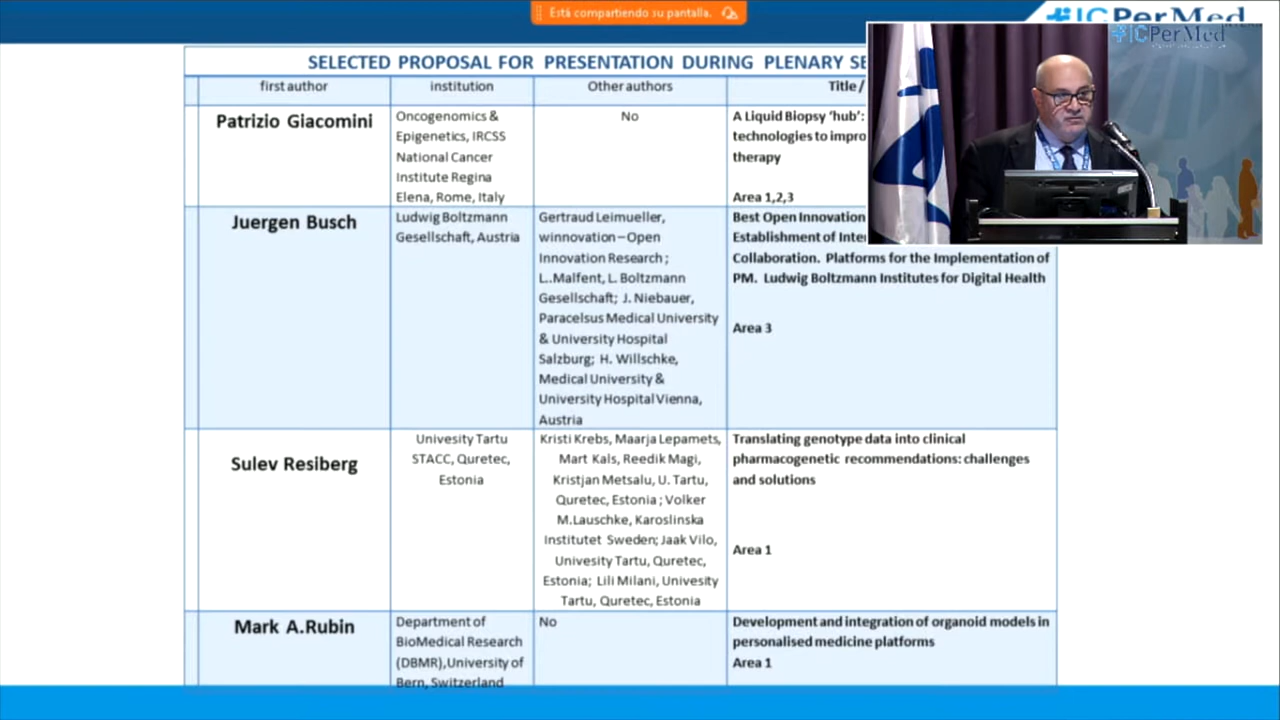 Está compartiendo su pantalla.
ICPerMed
ICPerMed
SELECTED PROPOSAL FOR PRESENTATION DURING PLENARY SE
first author
institution
Other authors
Title /
Patrizio Giacomini
Oncogenomics &
Epigenetics, IRCSS
National Cancer
Institute Regina
Elena, Rome, Italy
No
A Liquid Biopsy 'hub':
technologies to impro
therapy
Area 1,2,3
Juergen Busch
Ludwig Boltzmann
Gesellschaft, Austria
Gertraud Leimueller,
winnovation–Open
Innovation Research ;
L..Malfent, L. Boltzmann
Gesellschaft; J. Niebauer,
Paracelsus Medical University
& University Hospital
Salzburg; H. Willschke,
Medical University &
University Hospital Vienna,
Austria
Best Open Innovation
Establishment of Inte
Collaboration. Platforms for the Implementation of
PM. Ludwig Boltzmann Institutes for Digital Health
Area 3
Sulev Resiberg
Univesity Tartu
STACC, Quretec,
Estonia
Kristi Krebs, Maarja Lepamets,
Mart Kals, Reedik Magi,
Kristjan Metsalu, U. Tartu,
Quretec, Estonia ; Volker
M.Lauschke, Karoslinska
Institutet Sweden; Jaak Vilo,
Univesity Tartu, Quretec,
Estonia; Lili Milani, Univesity
Tartu, Quretec, Estonia
Translating genotype data into clinical
pharmacogenetic recommendations: challenges
and solutions
Area 1
Mark A.Rubin
Department of
BioMedical Research
(DBMR),University of
Bern, Switzerland
No
Development and integration of organoid models in
personalised medicine platforms
Area 1